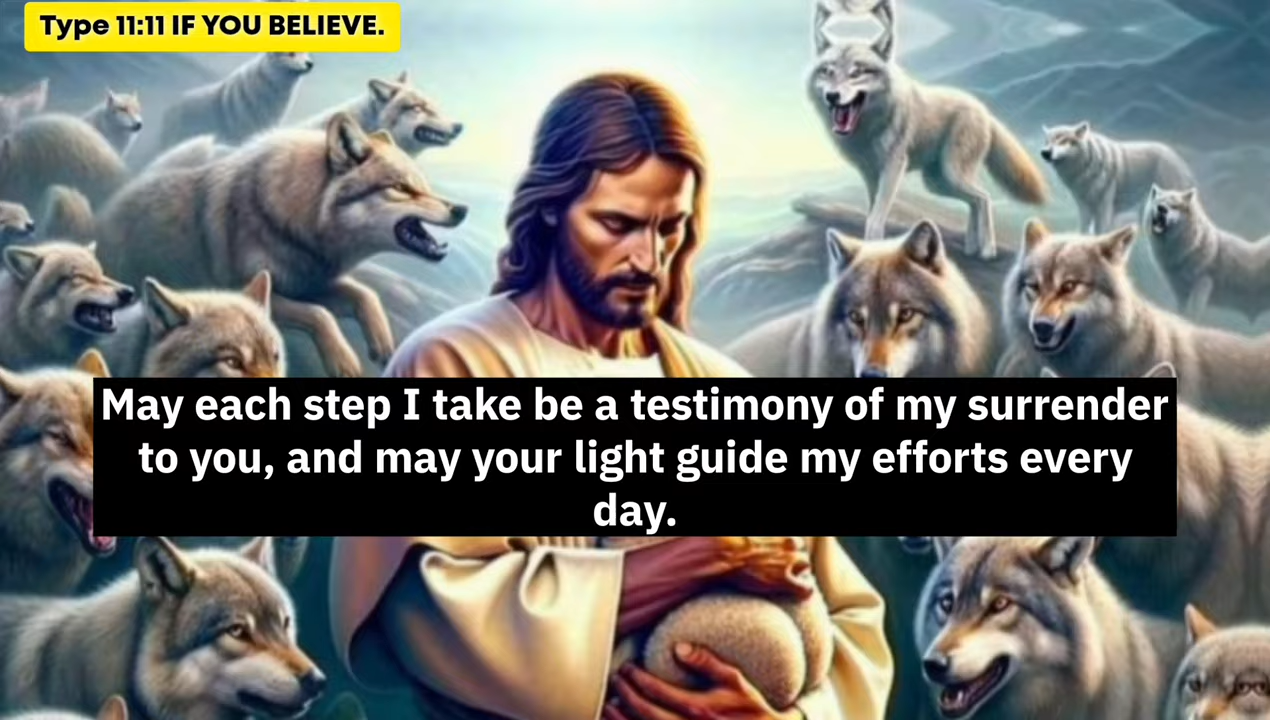 Type 11:11 IF YOU BELIEVE.
May each step I take be a testimony of my surrender
to you, and may your light guide my efforts every
day.